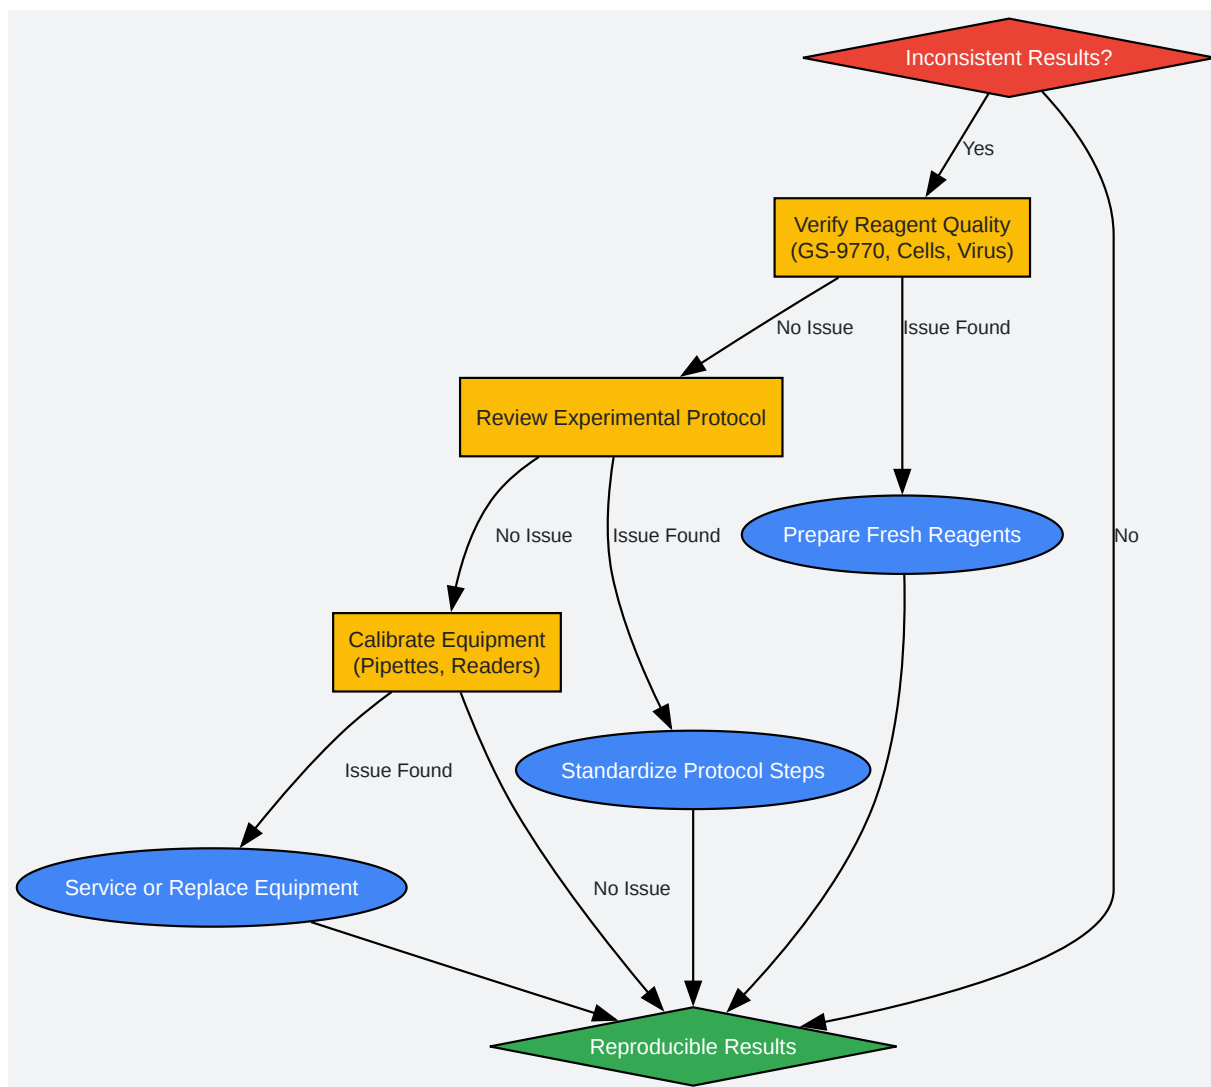 Inconsistent Results?
Yes
Verify Reagent Quality
(GS-9770, Cells, Virus)
No Issue
Issue Found
Review Experimental Protocol
No Issue
Issue Found
Prepare Fresh Reagents
No
Calibrate Equipment
(Pipettes, Readers)
Issue Found
Standardize Protocol Steps
Service or Replace Equipment
No Issue
Reproducible Results